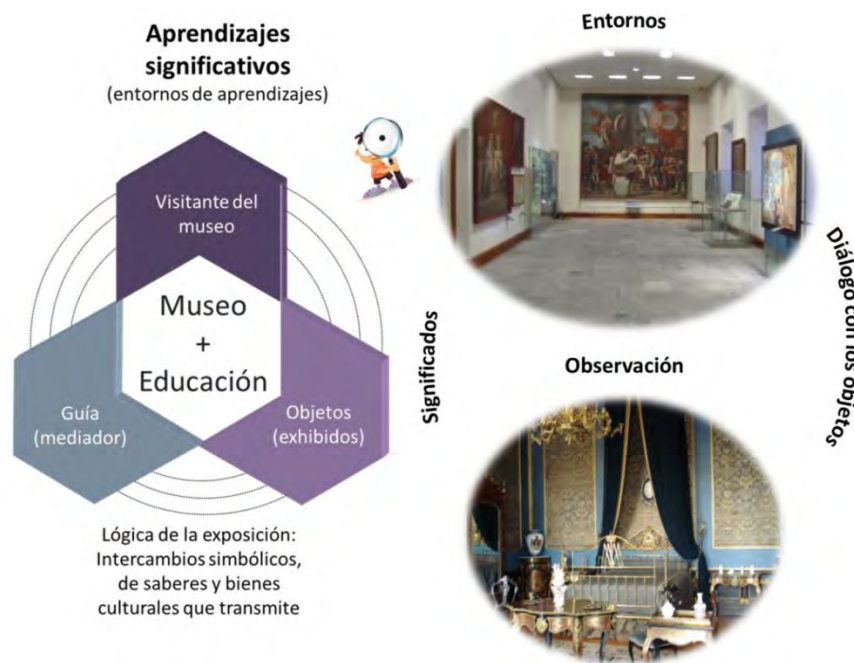 Aprendizajes
significativos
(entornos de aprendizajes)
Visitante del
museo
Museo
+
Educación
Guía
(mediador)
Objetos
(exhibidos)
Lógica de la exposición:
Intercambios simbólicos,
de saberes y bienes
culturales que transmite
Entornos
Significados
Diálogo con los objetos
Observación